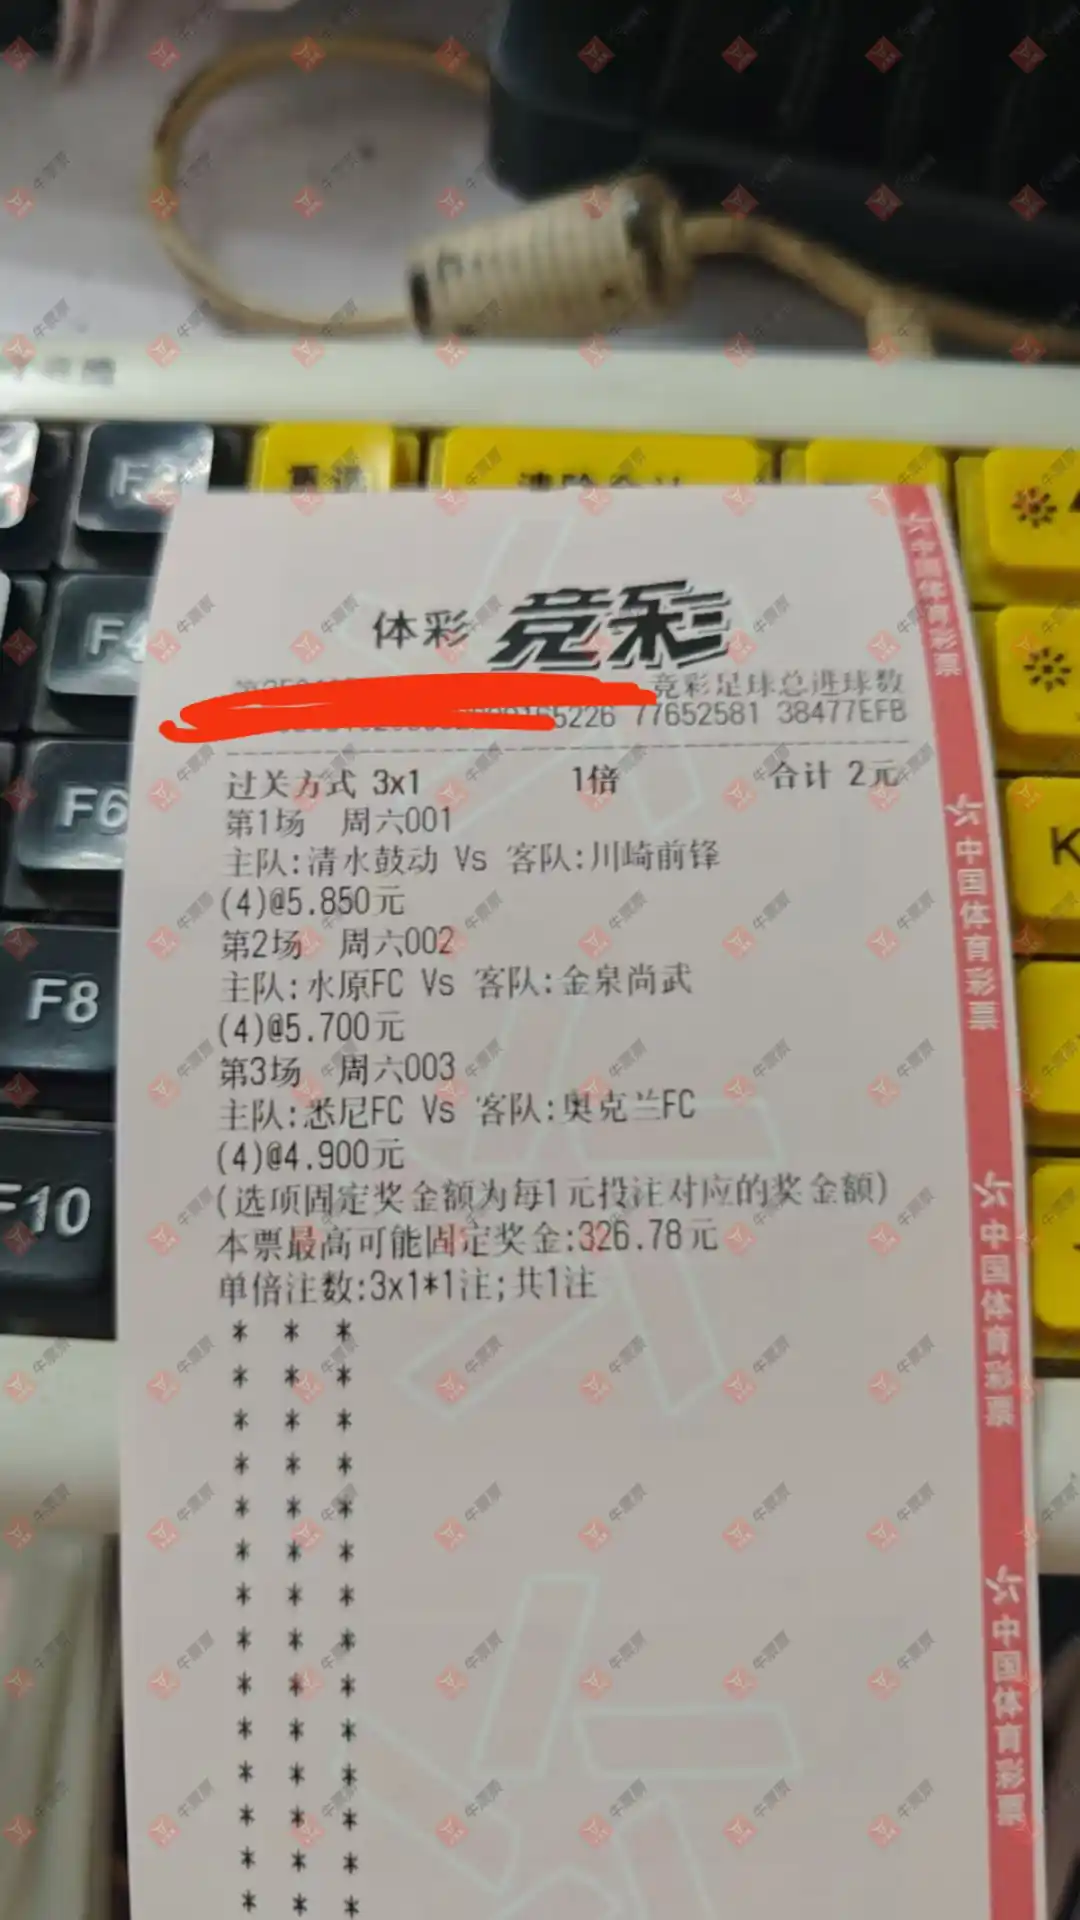 F4
F6
F8
F10
K
体彩 竞彩
竞彩足球总进球数
65226 77652581 38477EFB
过关方式 3x1 1倍 合计 2元
第1场 周六001
主队:清水鼓动 Vs 客队:川崎前锋
(4)@5.850元
第2场 周六002
主队:水原FC Vs 客队:金泉尚武
(4)@5.700元
第3场 周六003
主队:悉尼FC Vs 客队:奥克兰FC
(4)@4.900元
(选项固定奖金额为每1元投注对应的奖金额)
本票最高可能固定奖金:326.78元
单倍注数:3x1*1注;共1注
* * *
* * *
* * *
* * *
* * *
* * *
* * *
* * *
* * *
* * *
* * *
* * *
* * *
* * *
中国体育彩票
中国体育彩票
中国体育彩票
中国体育彩票
牛票票